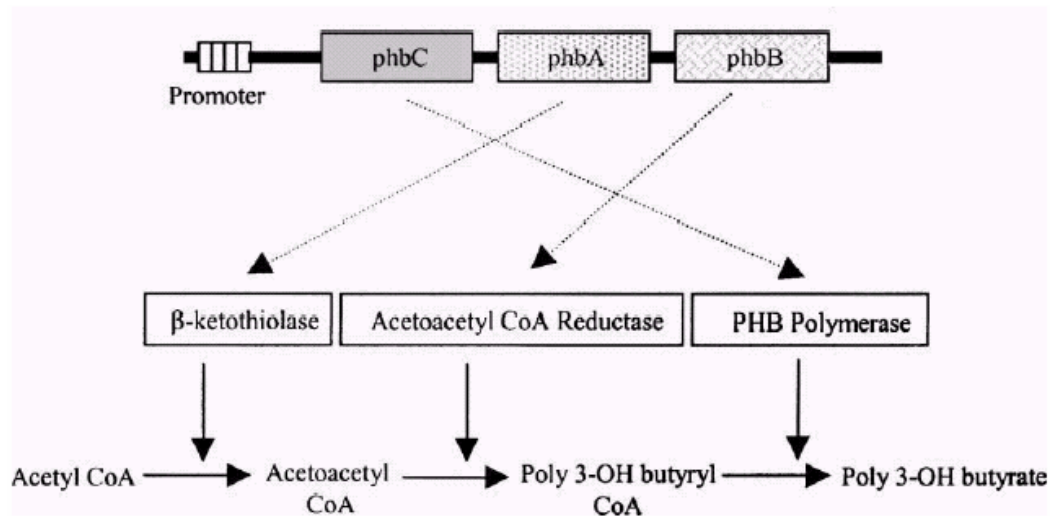 phbC
phbA
phbB
Promoter
β-ketothiolase
Acetoacetyl CoA Reductase
PHB Polymerase
Acetyl CoA
Acetoacetyl
CoA
Poly 3-OH butyryl
CoA
Poly 3-OH butyrate